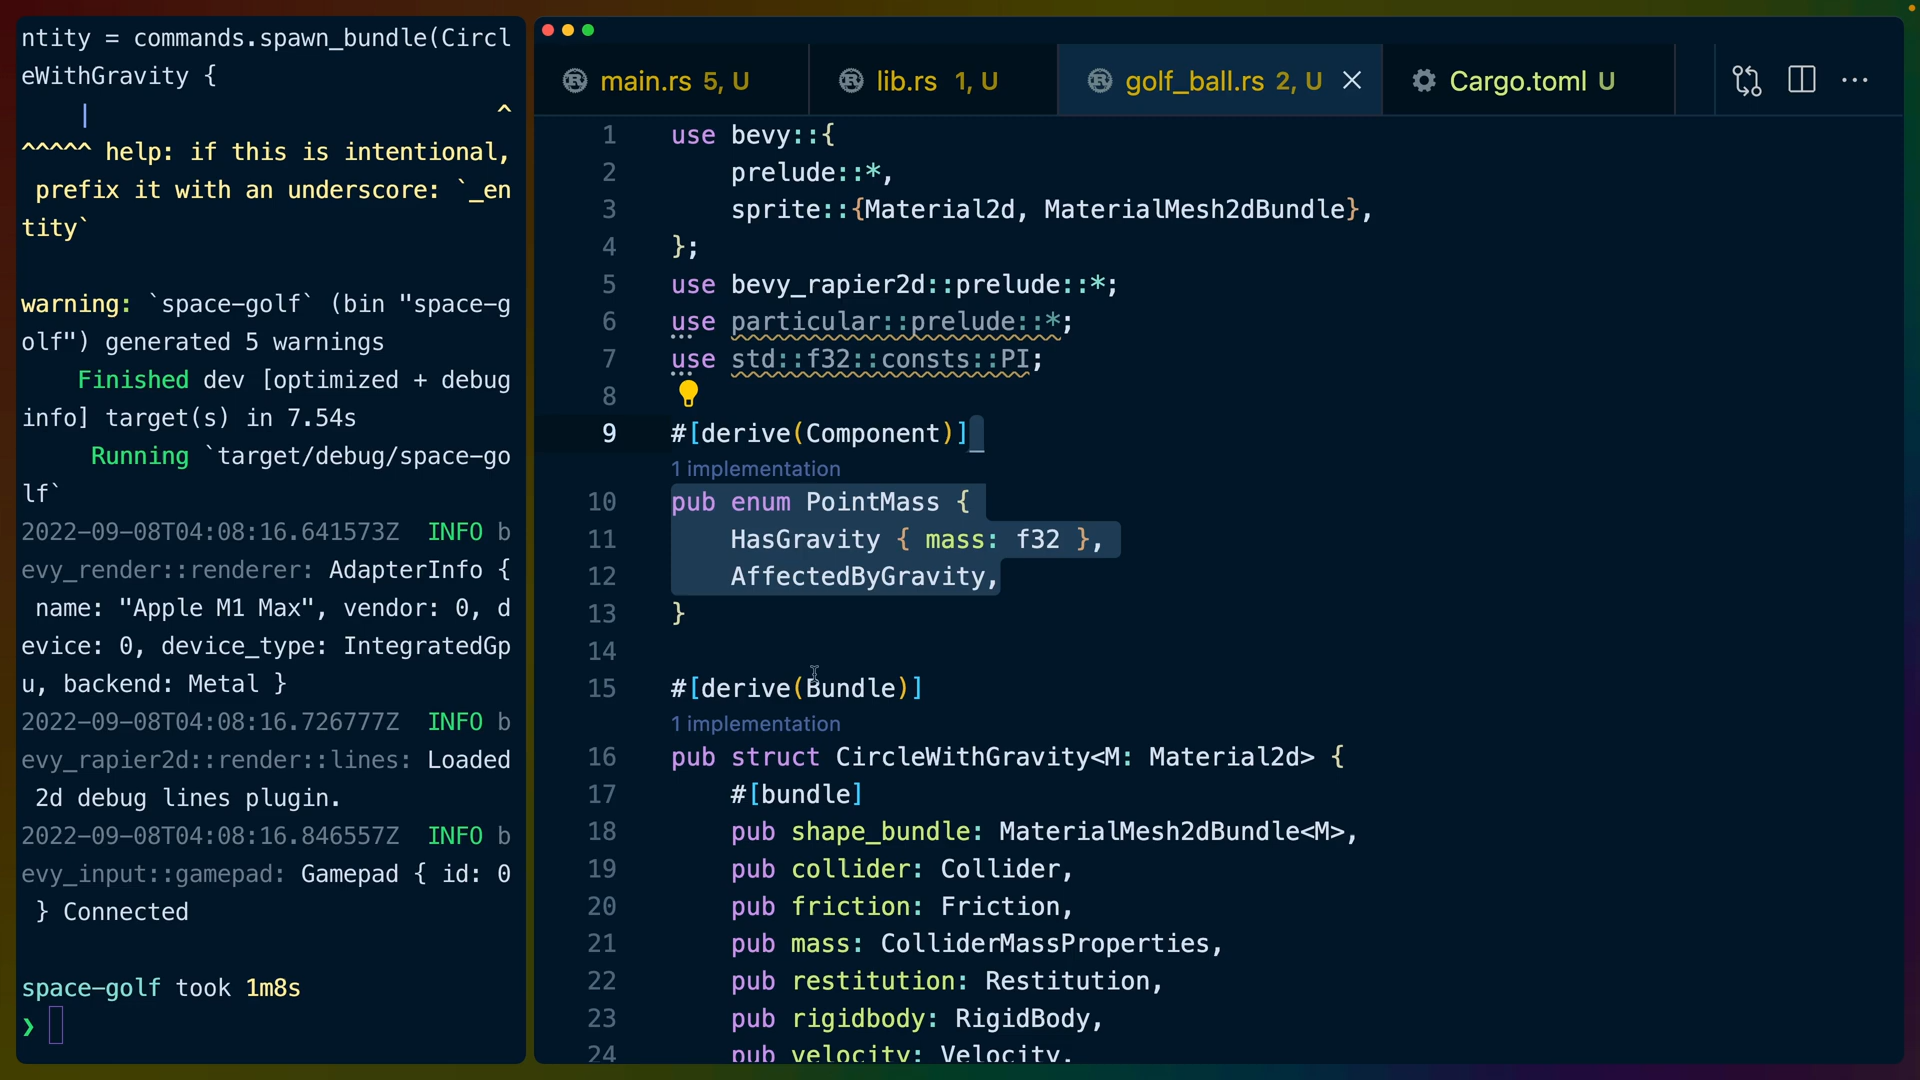 ntity = commands.spawn_bundle(Circl
eWithGravity {
| ^
^^^^^ help: if this is intentional,
prefix it with an underscore: `_en
tity`
warning: `space-golf` (bin "space-g
olf") generated 5 warnings
Finished dev [optimized + debug
info] target(s) in 7.54s
Running `target/debug/space-go
lf`
2022-09-08T04:08:16.641573Z INFO b
evy_render::renderer: AdapterInfo {
name: "Apple M1 Max", vendor: 0, d
evice: 0, device_type: IntegratedGp
u, backend: Metal }
2022-09-08T04:08:16.726777Z INFO b
evy_rapier2d::render::lines: Loaded
2d debug lines plugin.
2022-09-08T04:08:16.846557Z INFO b
evy_input::gamepad: Gamepad { id: 0
} Connected
space-golf took 1m8s
❯
main.rs 5, U
lib.rs 1, U
golf_ball.rs 2, U
Cargo.toml U
1 use bevy::{
2 prelude::*,
3 sprite::{Material2d, MaterialMesh2dBundle},
4 };
5 use bevy_rapier2d::prelude::*;
6 use particular::prelude::*;
7 use std::f32::consts::PI;
8
9 #[derive(Component)]
1 implementation
10 pub enum PointMass {
11 HasGravity { mass: f32 },
12 AffectedByGravity,
13 }
14
15 #[derive(Bundle)]
1 implementation
16 pub struct CircleWithGravity<M: Material2d> {
17 #[bundle]
18 pub shape_bundle: MaterialMesh2dBundle<M>,
19 pub collider: Collider,
20 pub friction: Friction,
21 pub mass: ColliderMassProperties,
22 pub restitution: Restitution,
23 pub rigidbody: RigidBody,
24 pub velocity: Velocity,